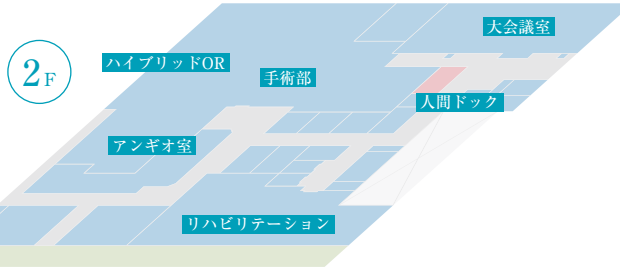 大会議室
2F
ハイブリッドOR
手術部
人間ドック
アンギオ室
リハビリテーション